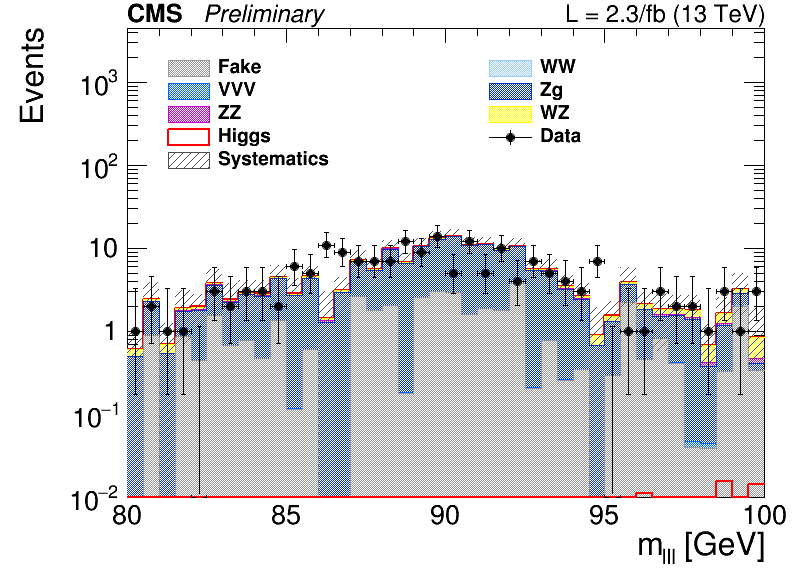 CMS Preliminary L = 2.3/fb (13 TeV)
Events
Fake
VVV
ZZ
Higgs
Systematics
WW
Zg
WZ
Data
10³
10²
10
1
10⁻¹
10⁻²
80 85 90 95 100
m_lll [GeV]